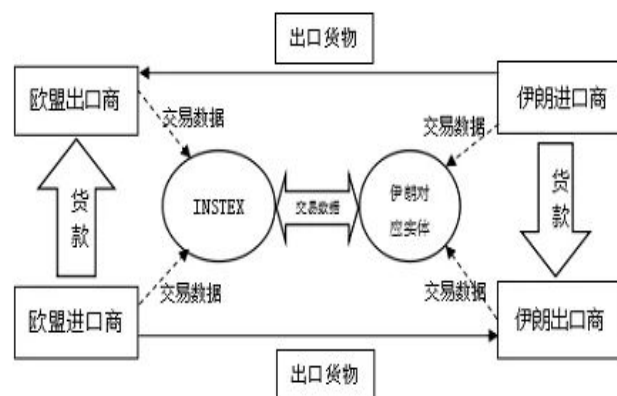 出口货物
欧盟出口商
伊朗进口商
交易数据
交易数据
货
款
INSTEX
交易数据
伊朗对
应实体
货
款
交易数据
交易数据
欧盟进口商
伊朗出口商
出口货物